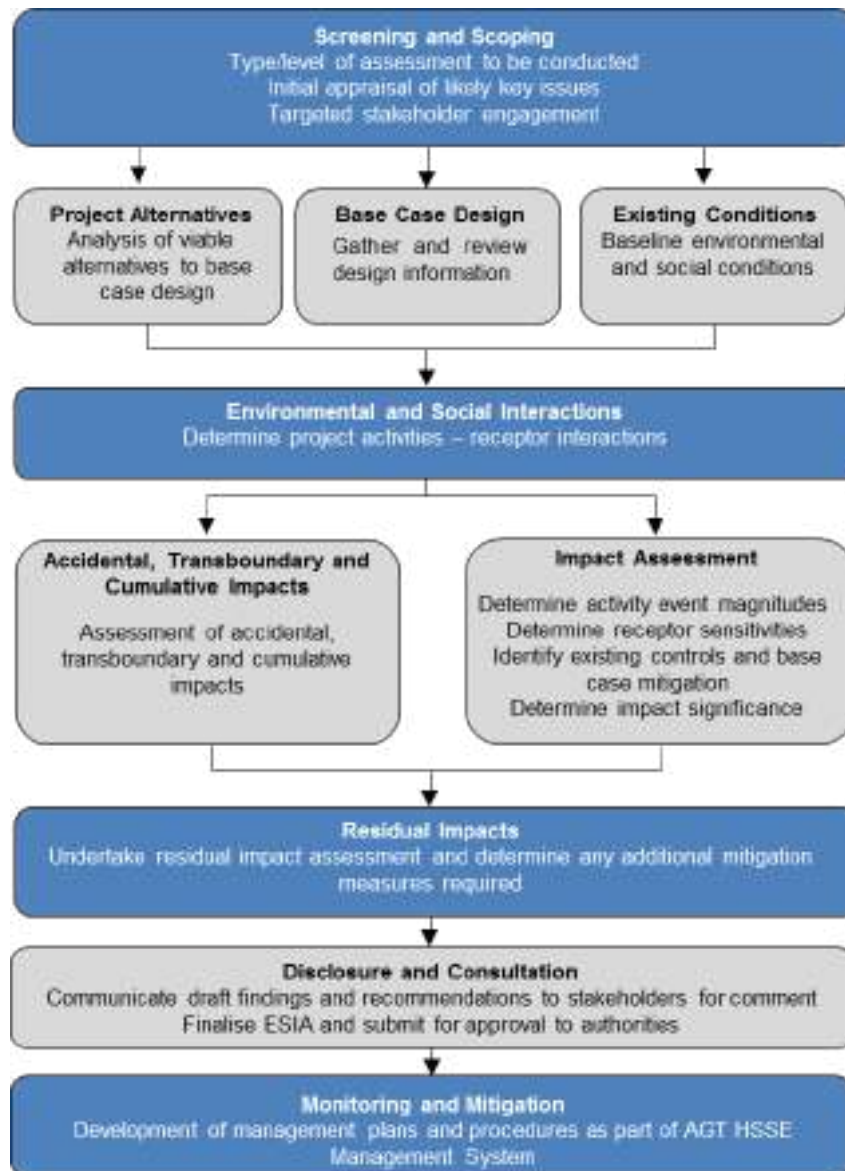 Screening and Scoping
Type/level of assessment to be conducted
Initial appraisal of likely key issues
Targeted stakeholder engagement
Project Alternatives
Analysis of viable
alternatives to base
case design
Base Case Design
Gather and review
design information
Existing Conditions
Baseline environmental
and social conditions
Environmental and Social Interactions
Determine project activities – receptor interactions
Accidental, Transboundary and
Cumulative Impacts
Assessment of accidental,
transboundary and cumulative
impacts
Impact Assessment
Determine activity event magnitudes
Determine receptor sensitivities
Identify existing controls and base
case mitigation
Determine impact significance
Residual Impacts
Undertake residual impact assessment and determine any additional mitigation
measures required
Disclosure and Consultation
Communicate draft findings and recommendations to stakeholders for comment
Finalise ESIA and submit for approval to authorities
Monitoring and Mitigation
Development of management plans and procedures as part of AGT HSSE
Management System